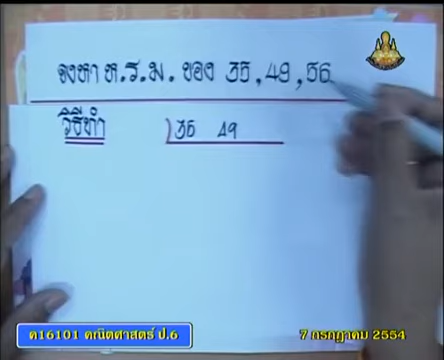 จงหา ห.ร.ม. ของ 35, 49, 56
วิธีทำ 35 49
ค16101 คณิตศาสตร์ ป.6
7 กรกฎาคม 2554